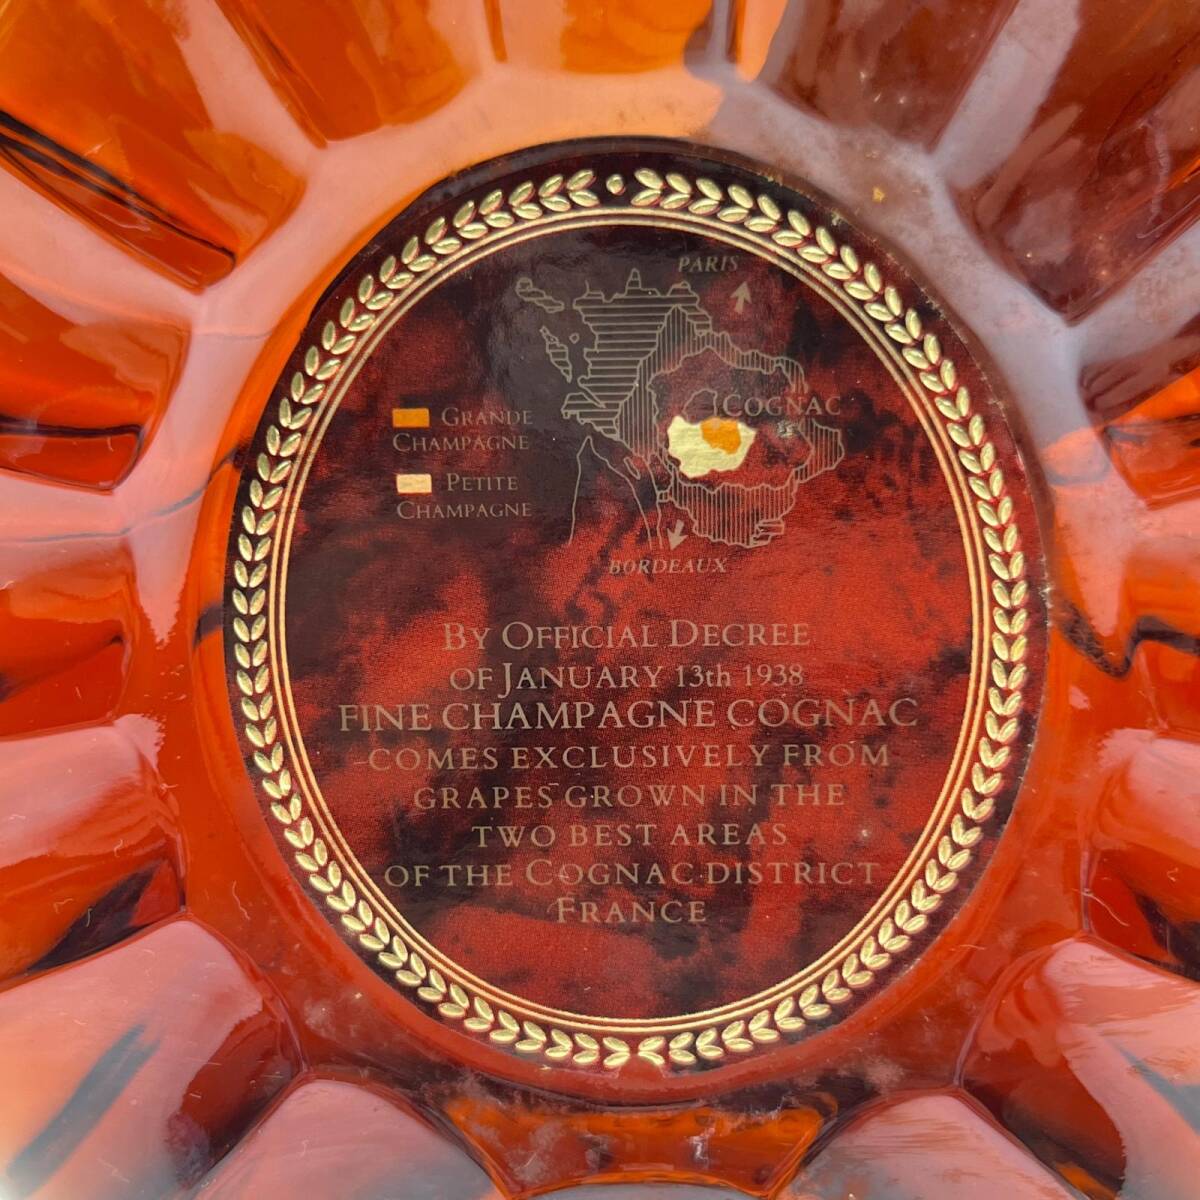 PARIS
COGNAC
GRANDE
CHAMPAGNE
PETITE
CHAMPAGNE
BORDEAUX
BY OFFICIAL DECREE
OF JANUARY 13th 1938
FINE CHAMPAGNE COGNAC
COMES EXCLUSIVELY FROM
GRAPES GROWN IN THE
TWO BEST AREAS
OF THE COGNAC DISTRICT
FRANCE